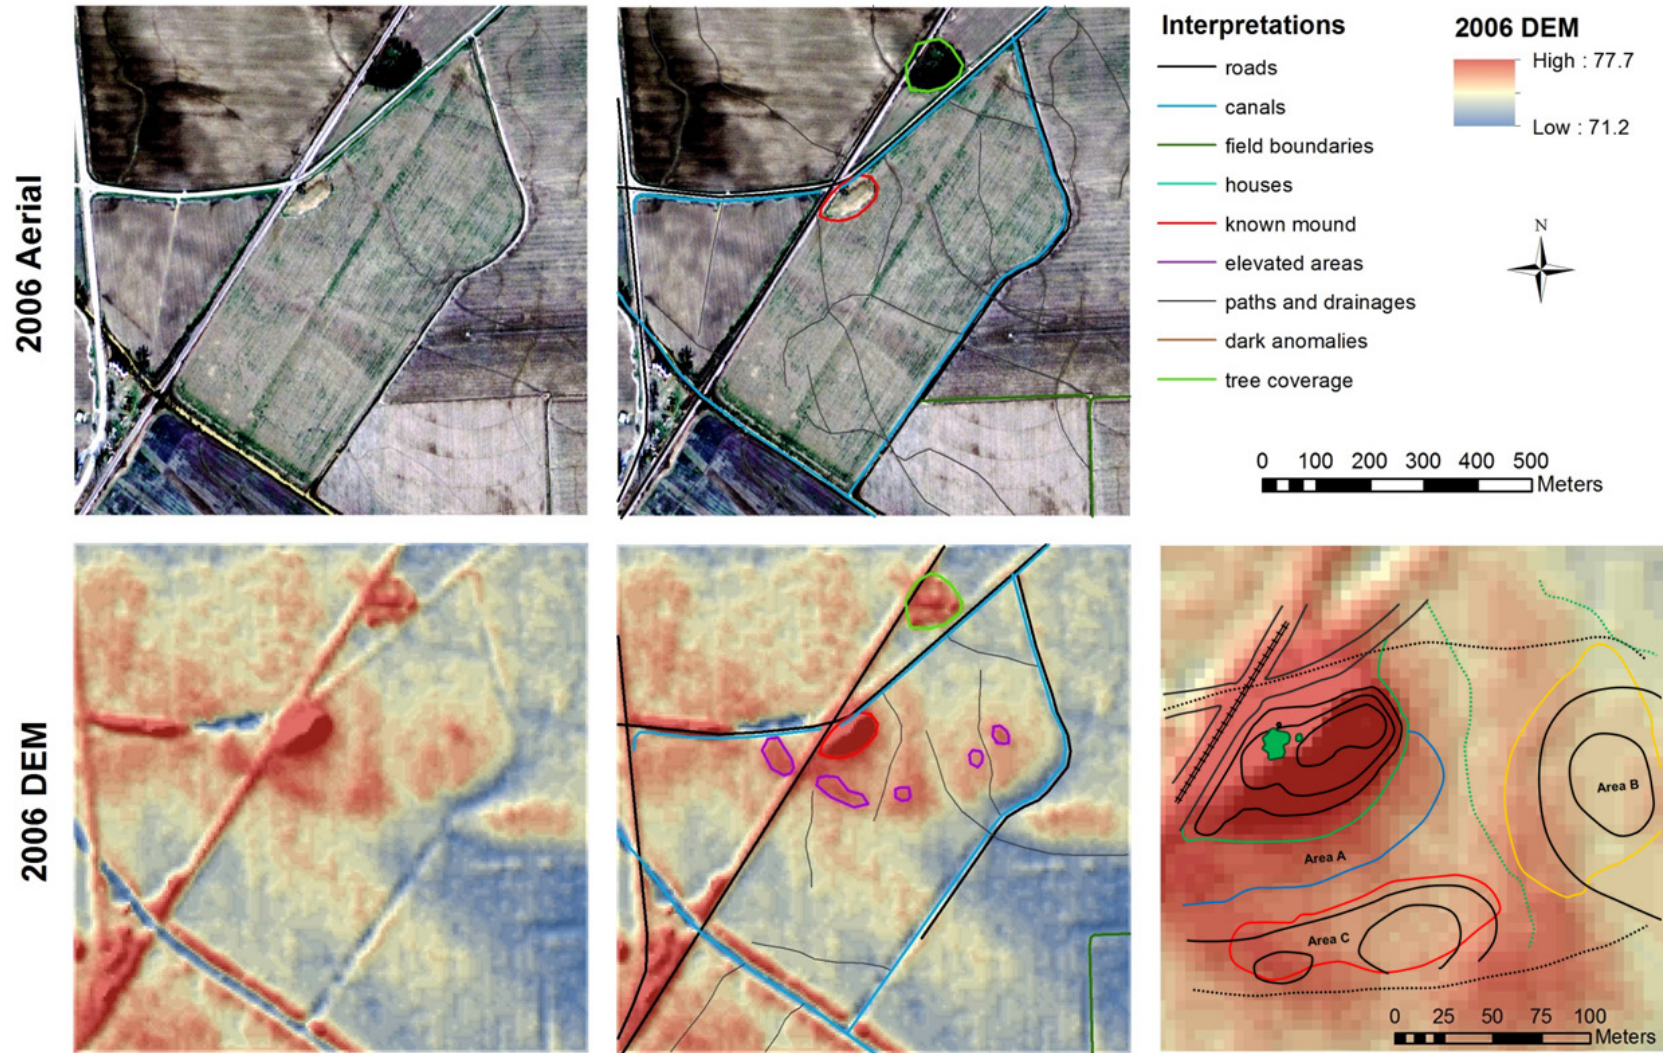 2006 Aerial
Interpretations
roads
canals
field boundaries
houses
known mound
elevated areas
paths and drainages
dark anomalies
tree coverage
2006 DEM
High : 77.7
Low : 71.2
N
0 100 200 300 400 500
Meters
2006 DEM
Area A
Area B
Area C
0 25 50 75 100
Meters